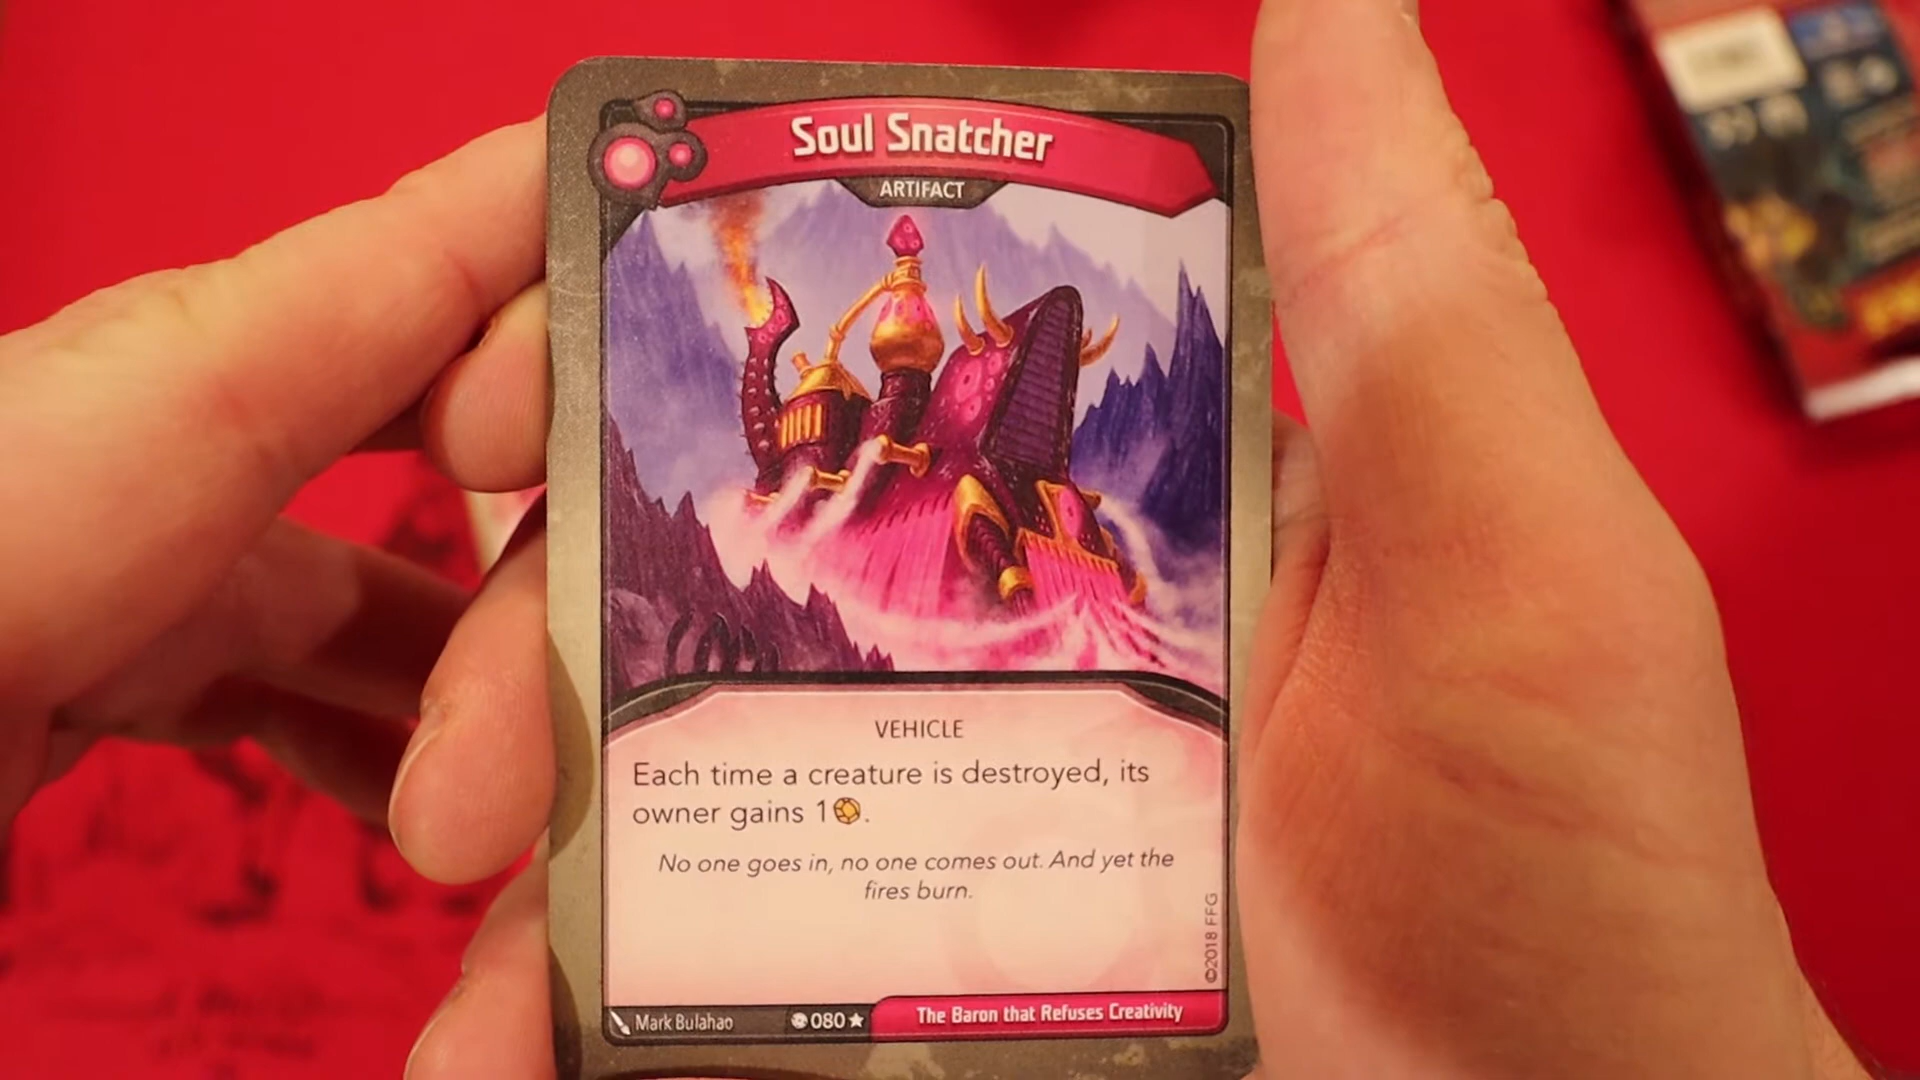 Soul Snatcher
ARTIFACT
VEHICLE
Each time a creature is destroyed, its
owner gains 1.
No one goes in, no one comes out. And yet the
fires burn.
©2018 FFG
Mark Bulahao
080
The Baron that Refuses Creativity